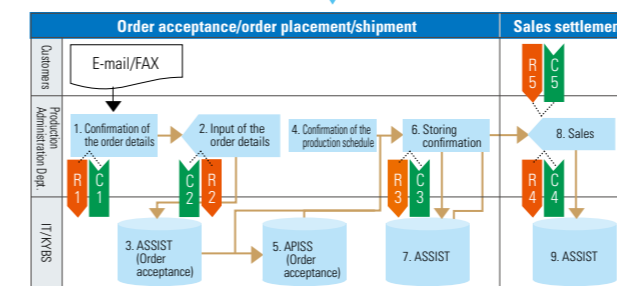 Order acceptance/order placement/shipment
Sales settlemen
Customers
E-mail/FAX
R
5
C
5
Production
Administration Dept.
1. Confirmation of
the order details
2. Input of the
order details
4. Confirmation of the
production schedule
6. Storing
confirmation
8. Sales
R
1
C
1
C
2
R
2
R
3
C
3
R
4
C
4
IT/KYBS
3. ASSIST
(Order
acceptance)
5. APISS
(Order
acceptance)
7. ASSIST
9. ASSIST